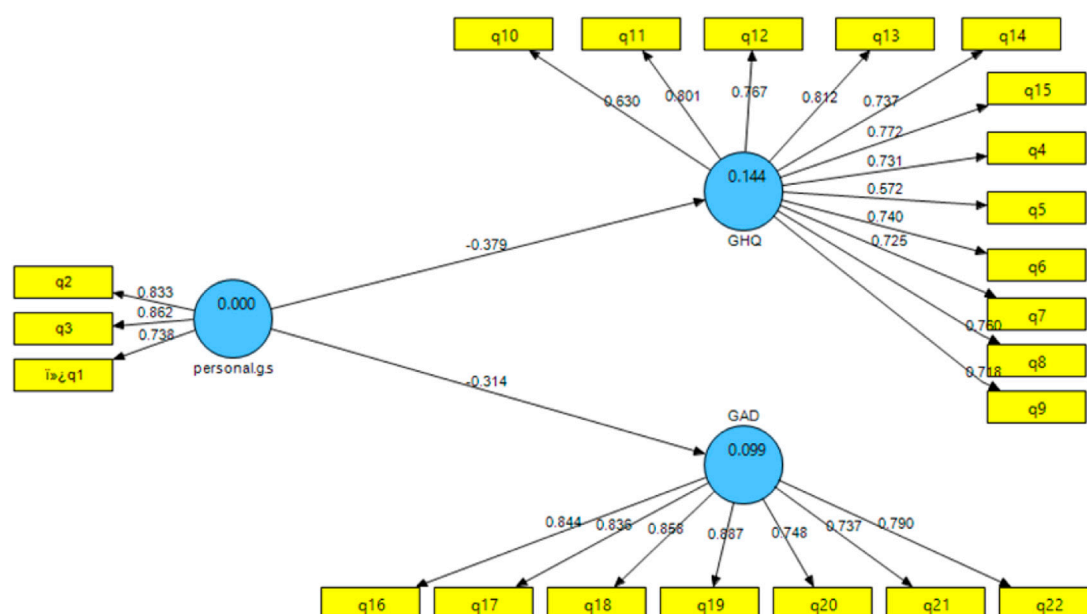 q10
q11
q12
q13
q14
0.630
0.801
0.767
0.812
0.737
q15
0.772
q4
0.731
0.572
q5
0.740
0.725
q6
q7
0.760
q8
0.718
q9
0.144
GHQ
-0.379
q2
0.833
q3
0.862
0.738
ï»¿q1
0.000
personal.g.s
-0.314
GAD
0.099
0.844
0.836
0.858
0.887
0.748
0.737
0.790
q16
q17
q18
q19
q20
q21
q22